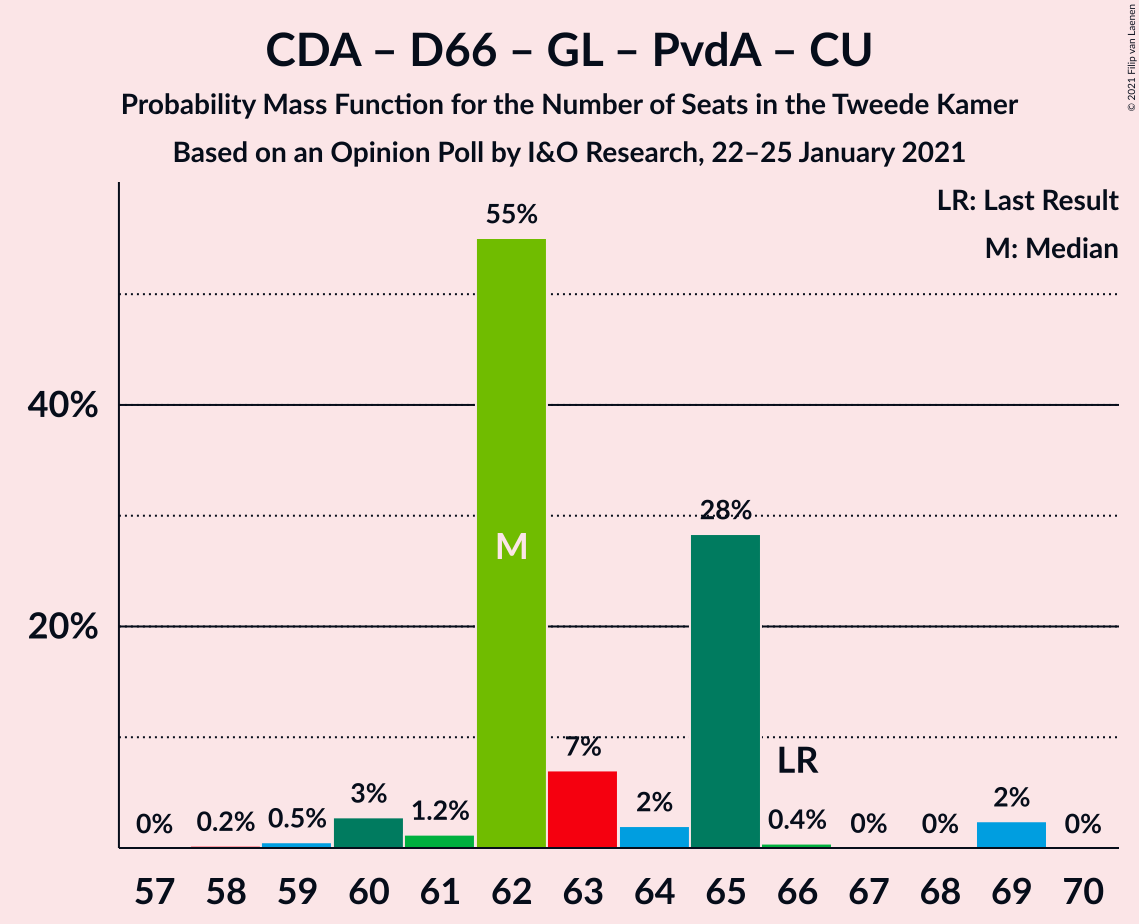 CDA – D66 – GL – PvdA – CU
Probability Mass Function for the Number of Seats in the Tweede Kamer
Based on an Opinion Poll by I&O Research, 22–25 January 2021
© 2021 Filip van Laenen
LR: Last Result
M: Median
55%
40%
28%
M
20%
7%
LR
3%
2%
2%
0%
0.2%
0.5%
1.2%
0.4%
0%
0%
0%
57 58 59 60 61 62 63 64 65 66 67 68 69 70